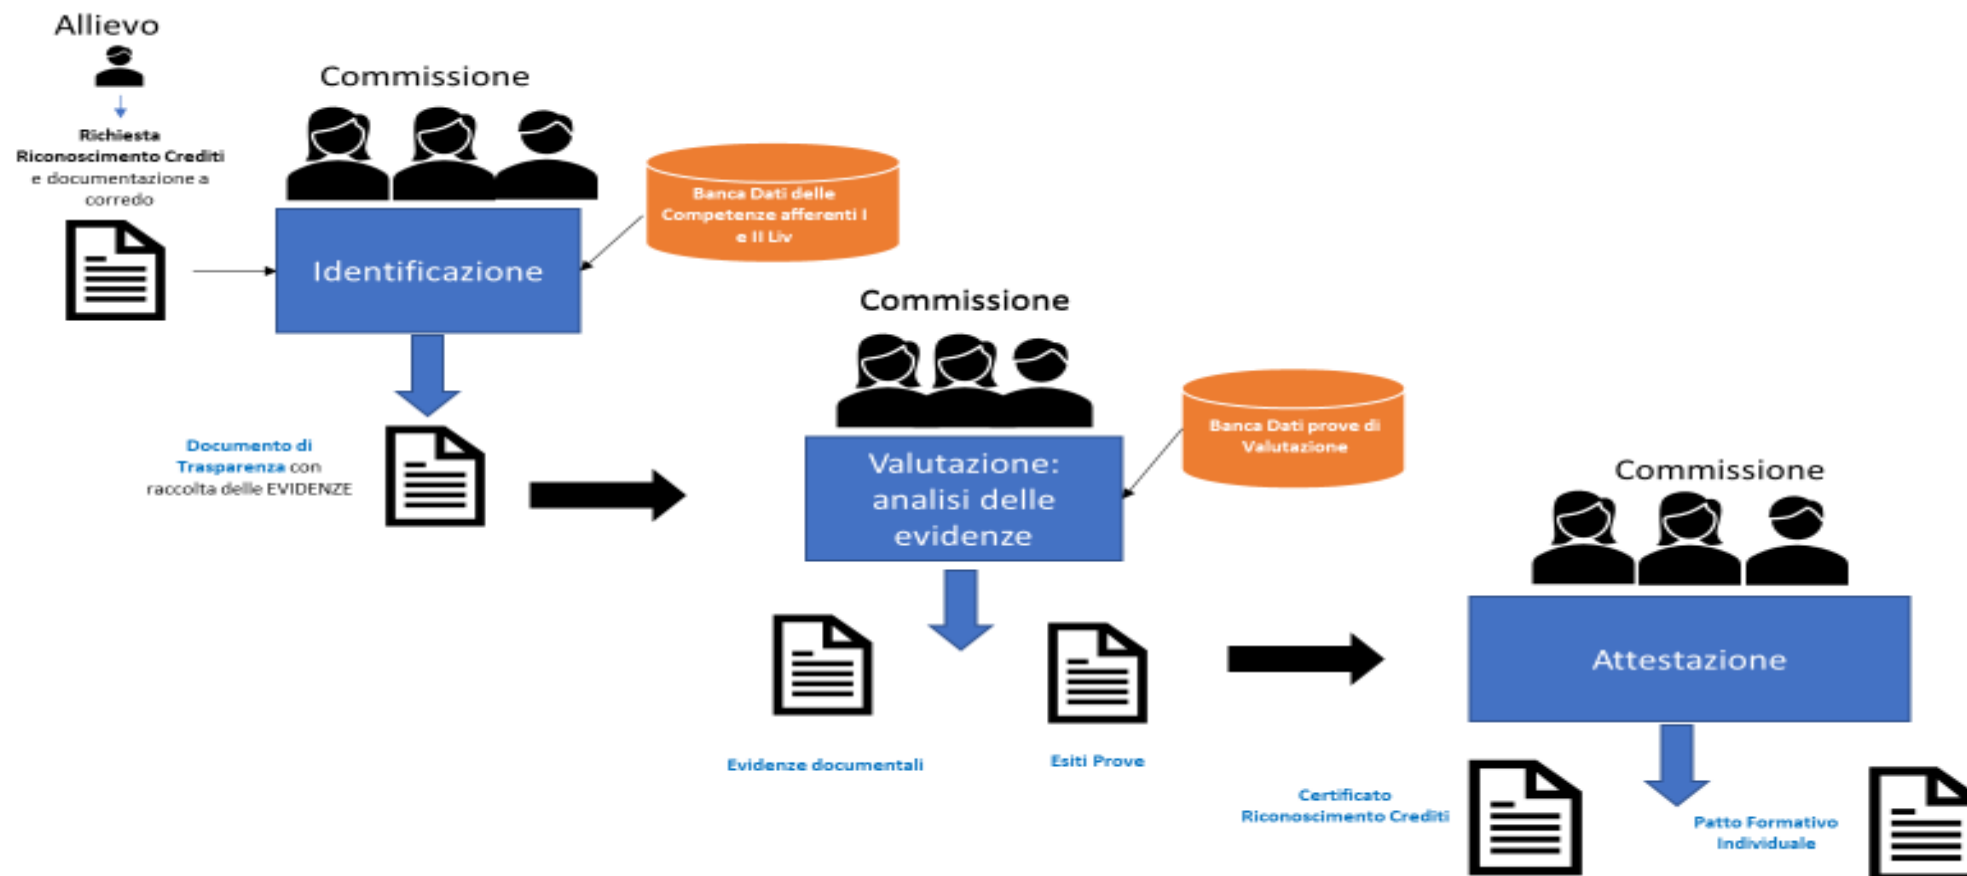 Allievo
Richiesta
Riconoscimento Crediti
e documentazione a
corredo
Commissione
Identificazione
Banca Dati delle
Competenze afferenti I
e II Liv
Documento di
Trasparenza con
raccolta delle EVIDENZE
Commissione
Valutazione:
analisi delle
evidenze
Banca Dati prove di
Valutazione
Evidenze documentali
Esiti Prove
Commissione
Attestazione
Certificato
Riconoscimento Crediti
Patto Formativo
Individuale